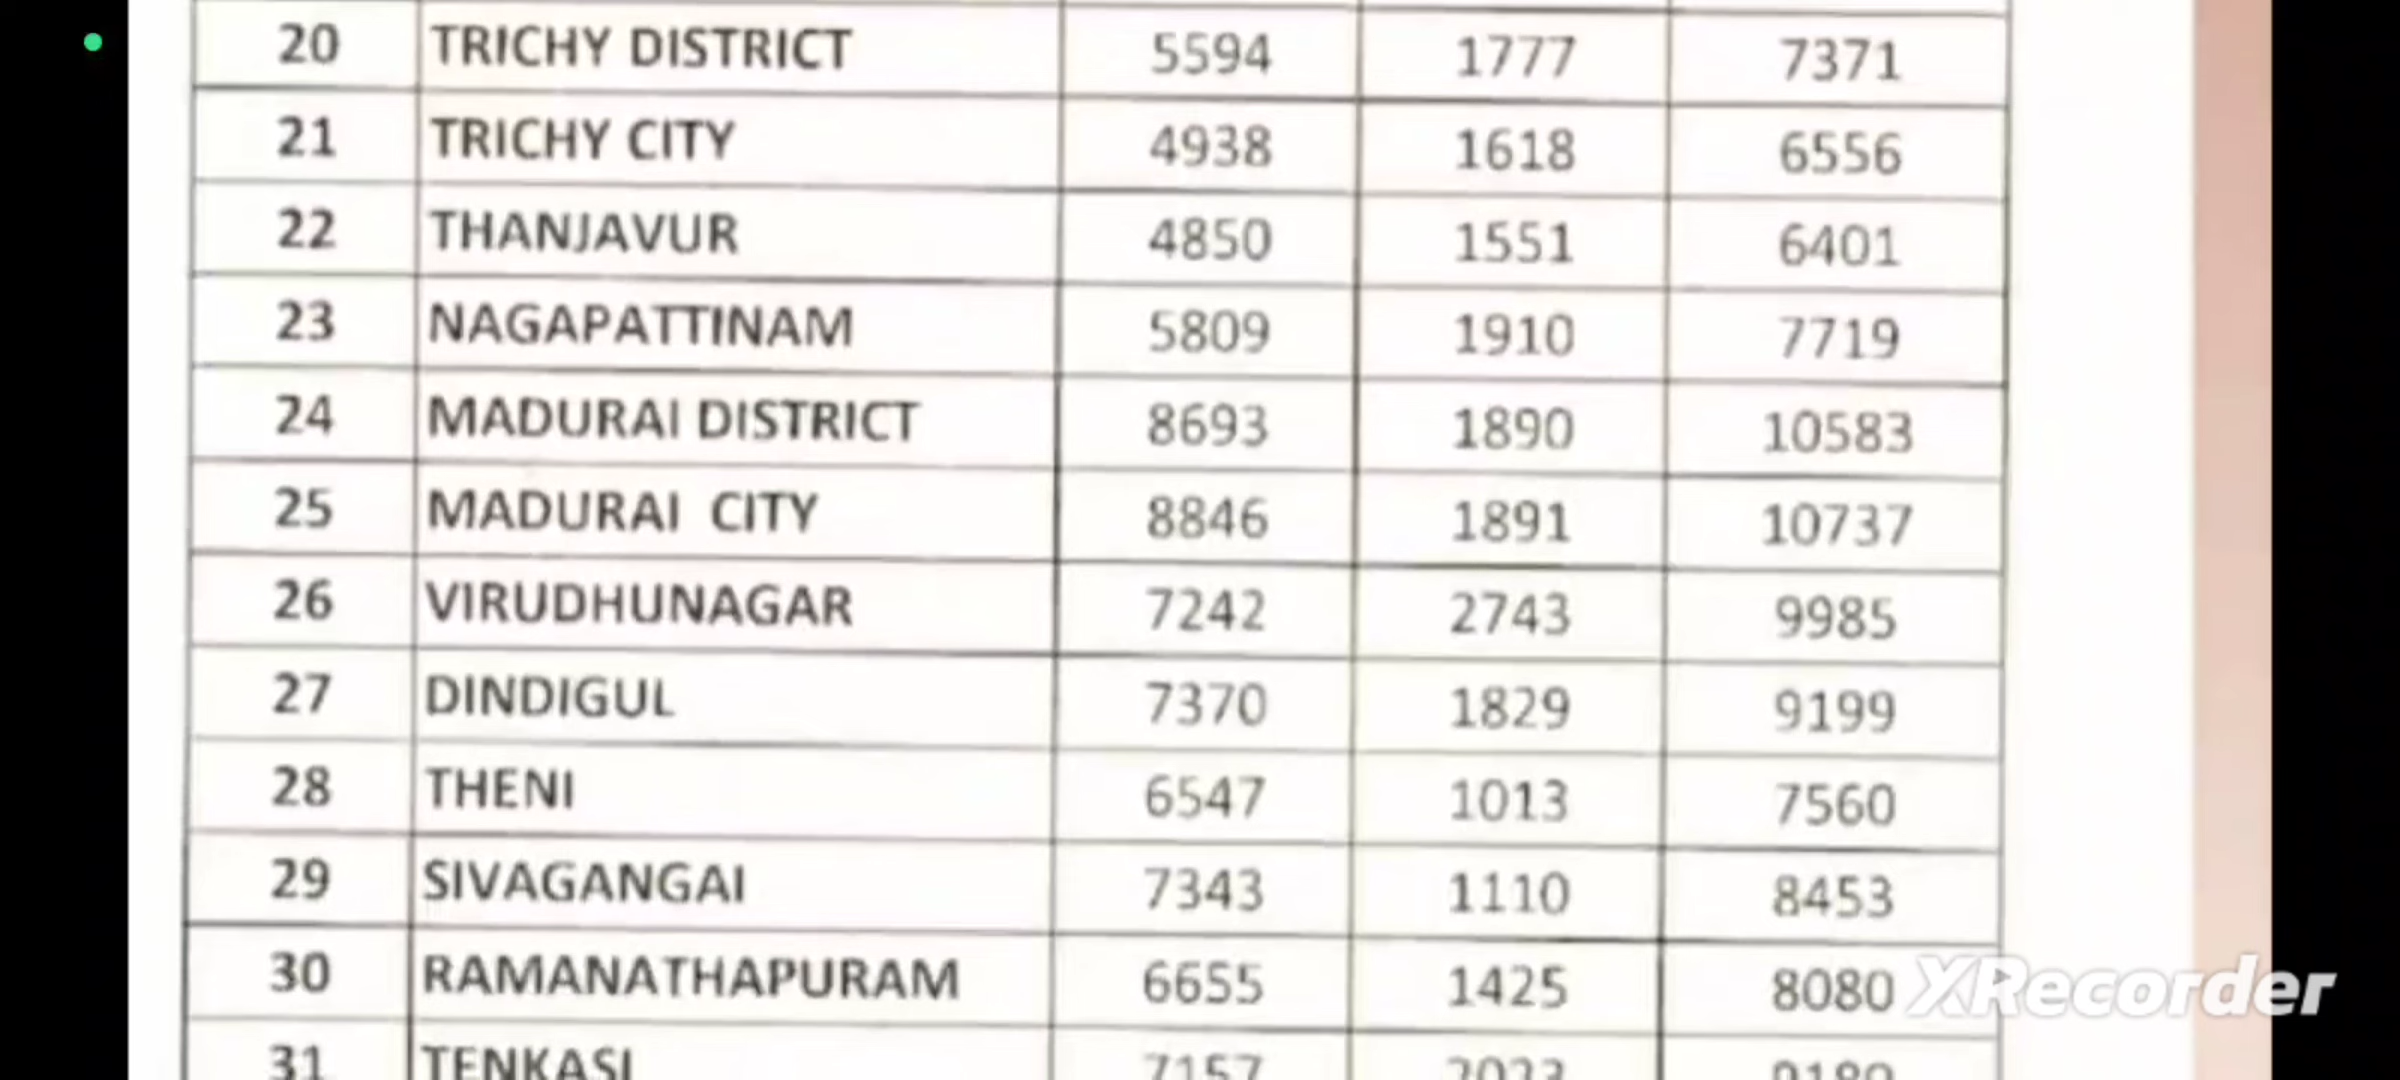 20 TRICHY DISTRICT 5594 1777 7371
21 TRICHY CITY 4938 1618 6556
22 THANJAVUR 4850 1551 6401
23 NAGAPATTINAM 5809 1910 7719
24 MADURAI DISTRICT 8693 1890 10583
25 MADURAI CITY 8846 1891 10737
26 VIRUDHUNAGAR 7242 2743 9985
27 DINDIGUL 7370 1829 9199
28 THENI 6547 1013 7560
29 SIVAGANGAI 7343 1110 8453
30 RAMANATHAPURAM 6655 1425 8080
XRecorder
31 TENKASI 7157 2023